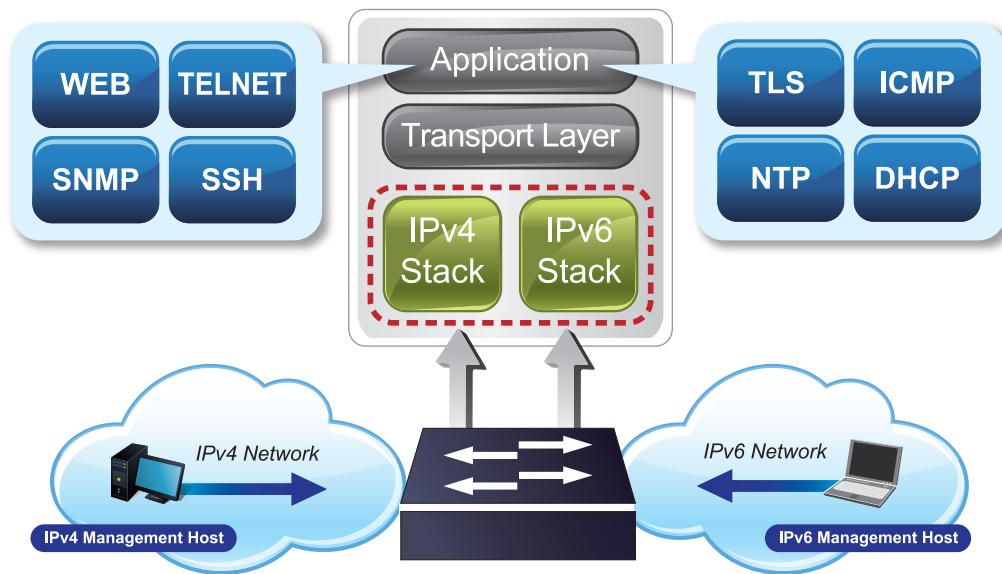 WEB
TELNET
SNMP
SSH
Application
Transport Layer
IPv4
Stack
IPv6
Stack
TLS
ICMP
NTP
DHCP
IPv4 Network
IPv4 Management Host
IPv6 Network
IPv6 Management Host